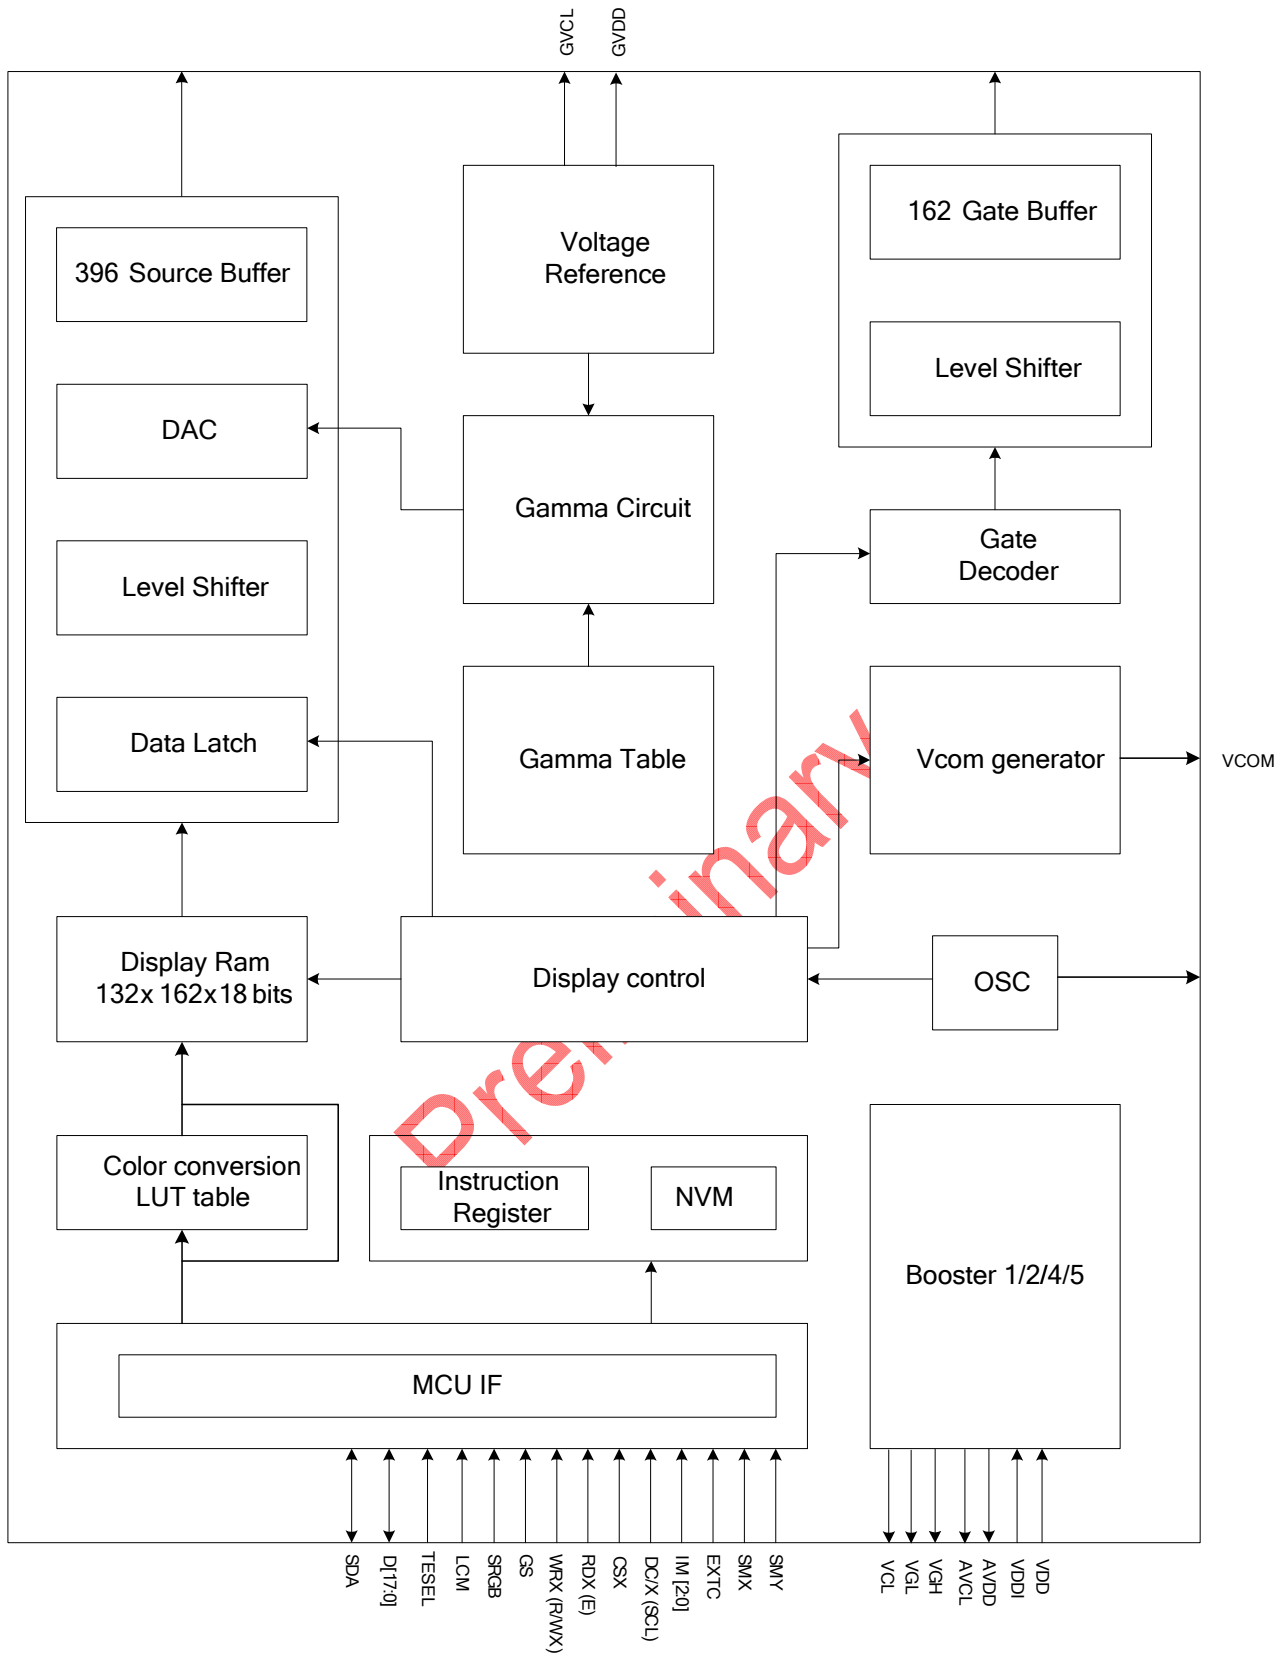 GVCL
GVDD
162 Gate Buffer
Voltage
Reference
396 Source Buffer
Level Shifter
DAC
Gamma Circuit
Gate
Decoder
Level Shifter
Data Latch
Gamma Table
Vcom generator
VCOM
Display Ram
132x 162x18 bits
Display control
OSC
Preliminary
Color conversion
LUT table
Instruction
Register
NVM
Booster 1/2/4/5
MCU IF
SDA
D[17:0]
TESEL
LCM
SRGB
GS
WRX (R/WX)
RDX (E)
CSX
DC/X (SCL)
IM [2:0]
EXTC
SMX
SMY
VCL
VGL
VGH
AVCL
AVDD
VDDI
VDD